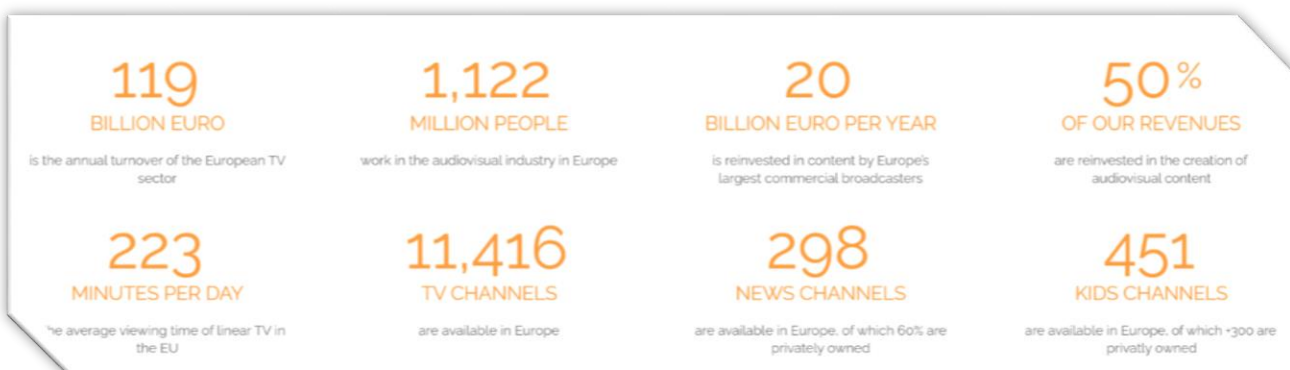 119
BILLION EURO
is the annual turnover of the European TV
sector
1,122
MILLION PEOPLE
work in the audiovisual industry in Europe
20
BILLION EURO PER YEAR
is reinvested in content by Europe's
largest commercial broadcasters
50%
OF OUR REVENUES
are reinvested in the creation of
audiovisual content
223
MINUTES PER DAY
he average viewing time of linear TV in
the EU
11,416
TV CHANNELS
are available in Europe
298
NEWS CHANNELS
are available in Europe, of which 60% are
privately owned
451
KIDS CHANNELS
are available in Europe, of which +300 are
privatly owned